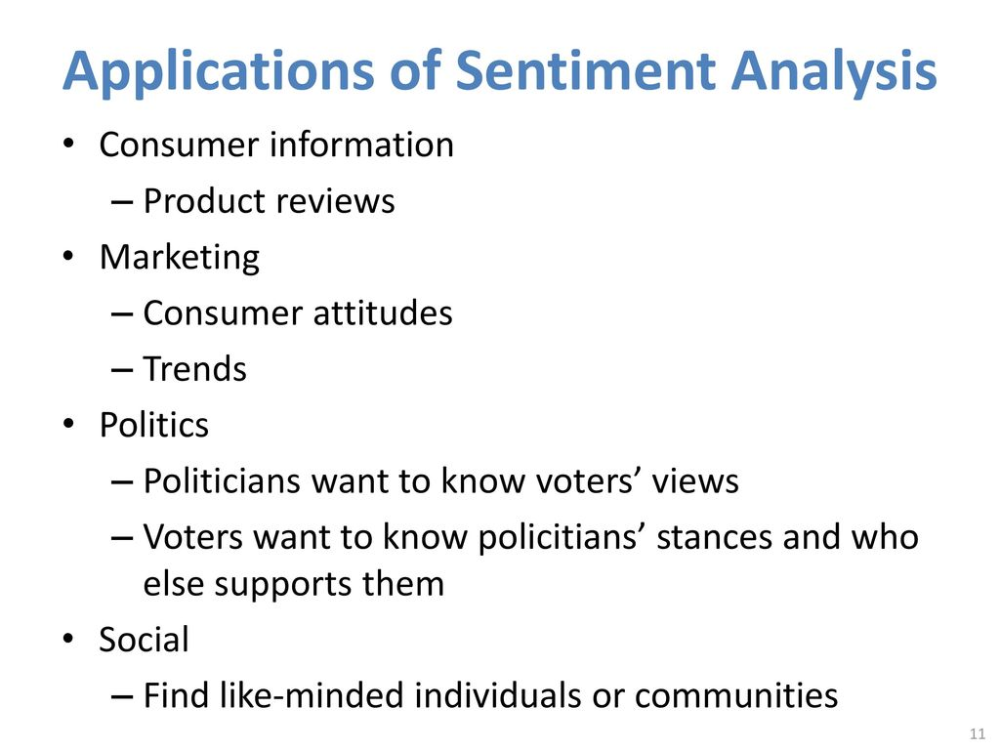 Applications of Sentiment Analysis
• Consumer information
– Product reviews
• Marketing
– Consumer attitudes
– Trends
• Politics
– Politicians want to know voters’ views
– Voters want to know policitians’ stances and who
else supports them
• Social
– Find like-minded individuals or communities
11